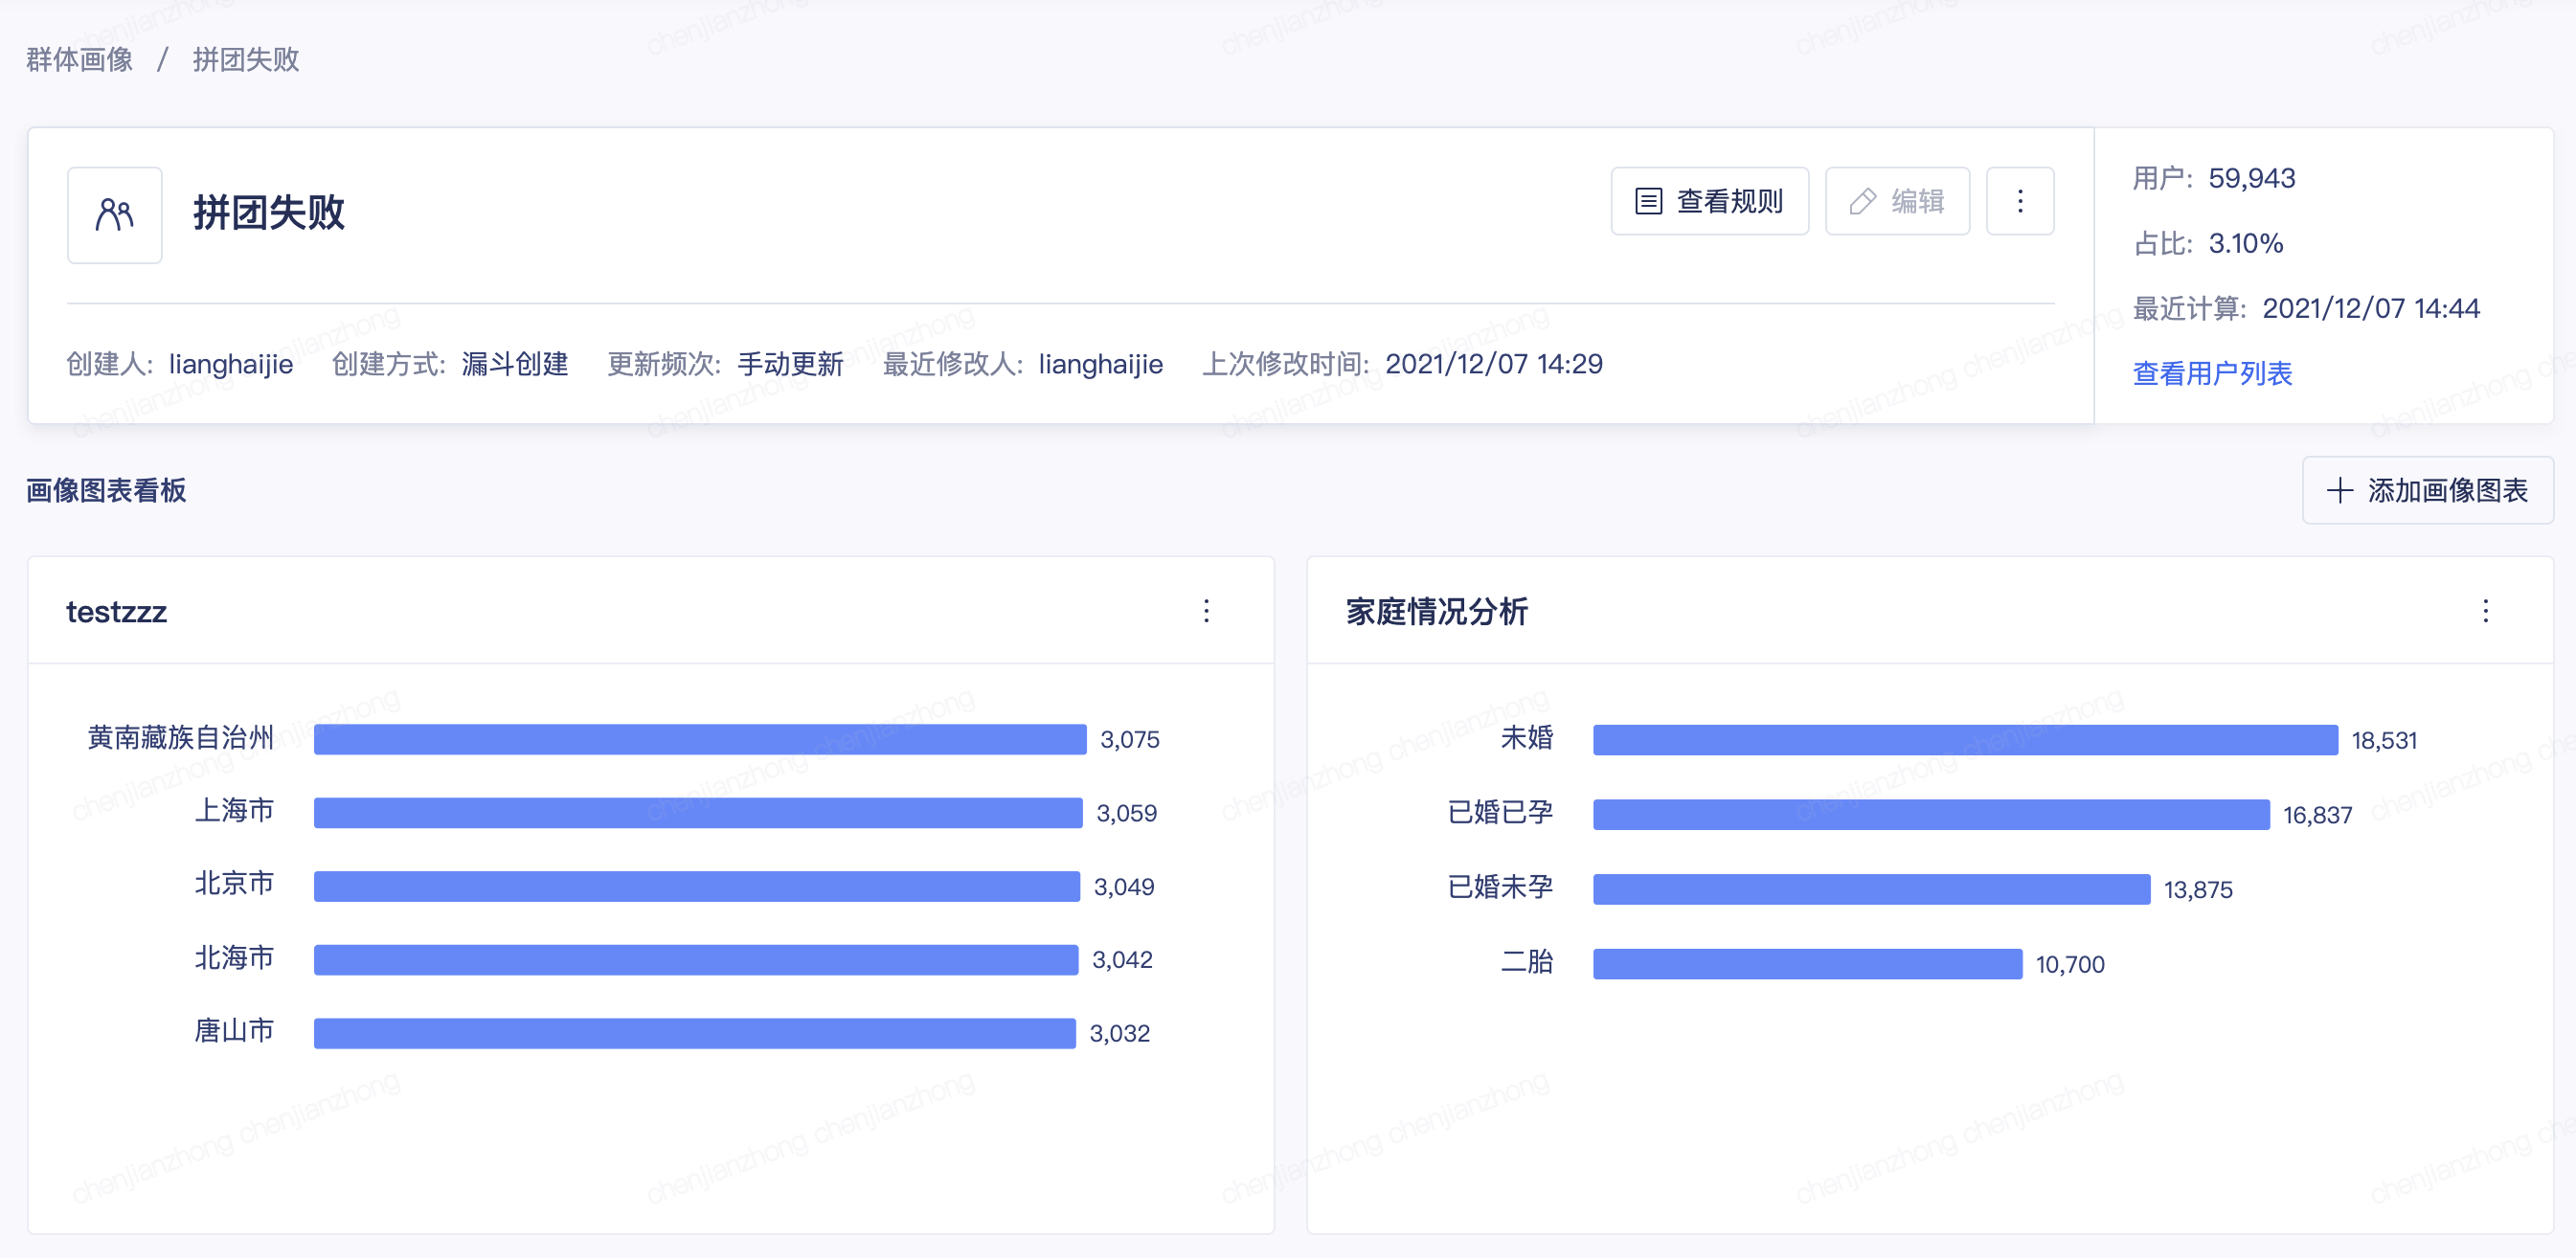 群体画像 / 拼团失败
拼团失败
查看规则
编辑
用户: 59,943
占比: 3.10%
最近计算: 2021/12/07 14:44
查看用户列表
创建人: lianghaijie 创建方式: 漏斗创建 更新频次: 手动更新 最近修改人: lianghaijie 上次修改时间: 2021/12/07 14:29
画像图表看板
添加画像图表
testzzz
黄南藏族自治州 3,075
上海市 3,059
北京市 3,049
北海市 3,042
唐山市 3,032
家庭情况分析
未婚 18,531
已婚已孕 16,837
已婚未孕 13,875
二胎 10,700
chenjianzhong